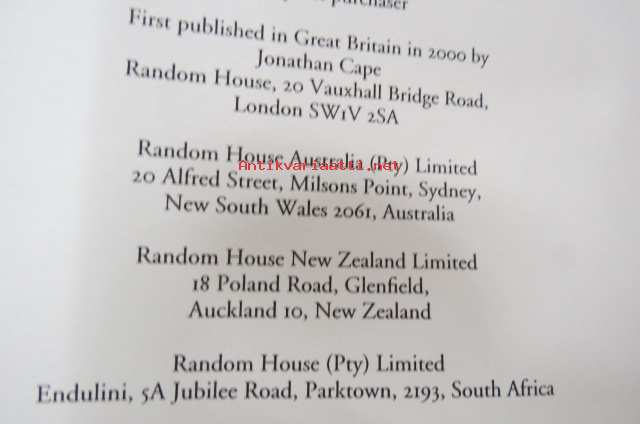 purchaser
First published in Great Britain in 2000 by
Jonathan Cape
Random House, 20 Vauxhall Bridge Road,
London SW1V 2SA
Random House Australia (Pty) Limited
Antikvariaatti.net
20 Alfred Street, Milsons Point, Sydney,
New South Wales 2061, Australia
Random House New Zealand Limited
18 Poland Road, Glenfield,
Auckland 10, New Zealand
Random House (Pty) Limited
Endulini, 5A Jubilee Road, Parktown, 2193, South Africa